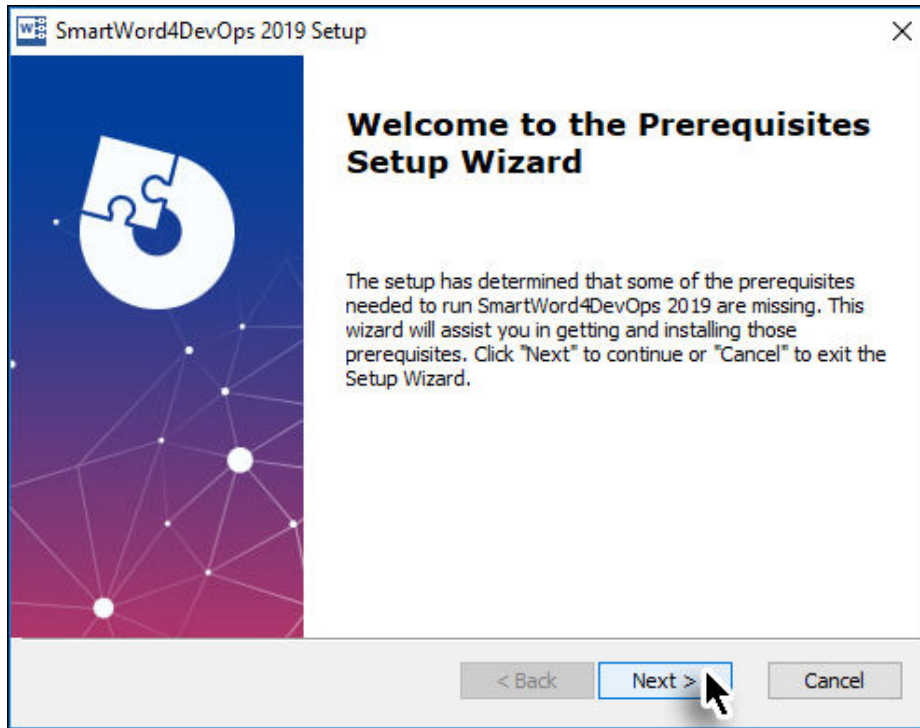 SmartWord4DevOps 2019 Setup
Welcome to the Prerequisites
Setup Wizard
The setup has determined that some of the prerequisites
needed to run SmartWord4DevOps 2019 are missing. This
wizard will assist you in getting and installing those
prerequisites. Click "Next" to continue or "Cancel" to exit the
Setup Wizard.
< Back Next > Cancel